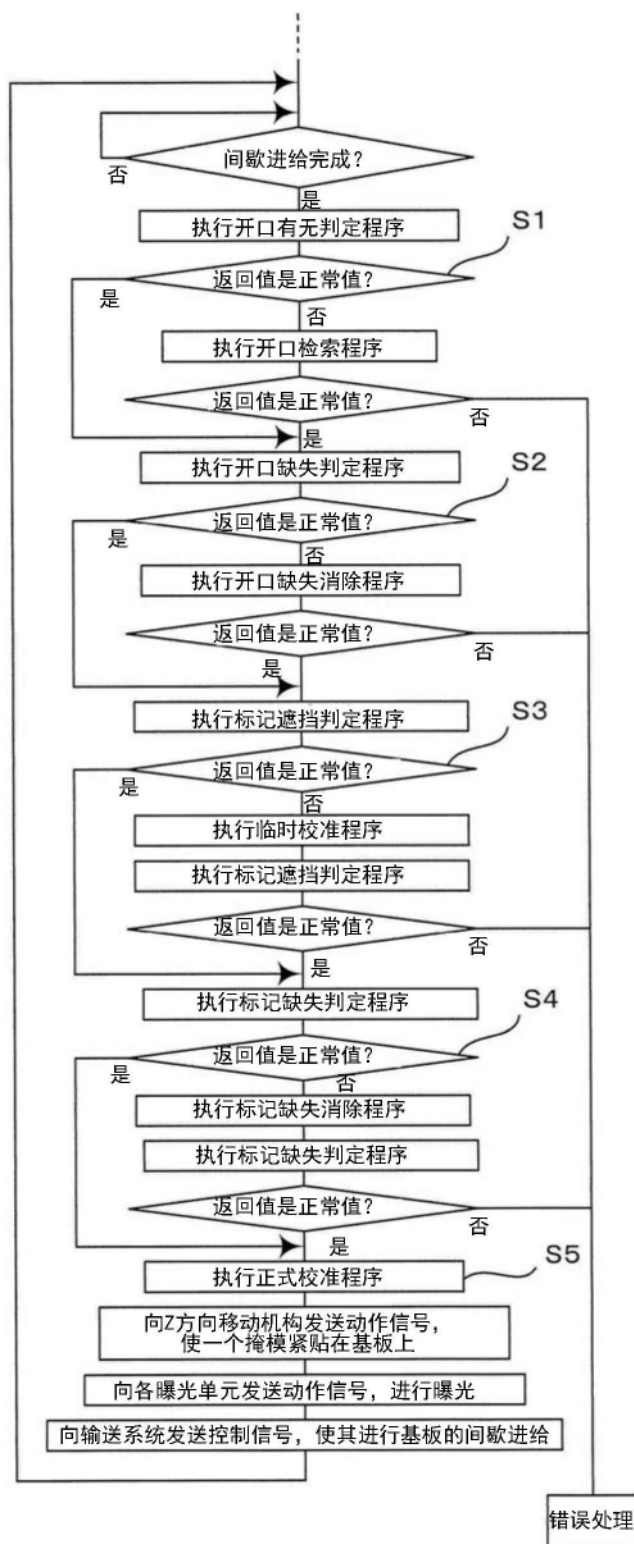 间歇进给完成？
否
是
执行开口有无判定程序
S1
返回值是正常值？
是
否
执行开口检索程序
返回值是正常值？
否
是
执行开口缺失判定程序
S2
返回值是正常值？
是
否
执行开口缺失消除程序
返回值是正常值？
否
是
执行标记遮挡判定程序
S3
返回值是正常值？
是
否
执行临时校准程序
执行标记遮挡判定程序
返回值是正常值？
否
是
执行标记缺失判定程序
S4
返回值是正常值？
是
否
执行标记缺失消除程序
执行标记缺失判定程序
返回值是正常值？
否
是
执行正式校准程序
S5
向Z方向移动机构发送动作信号，
使一个掩模紧贴在基板上
向各曝光单元发送动作信号，进行曝光
向输送系统发送控制信号，使其进行基板的间歇进给
错误处理